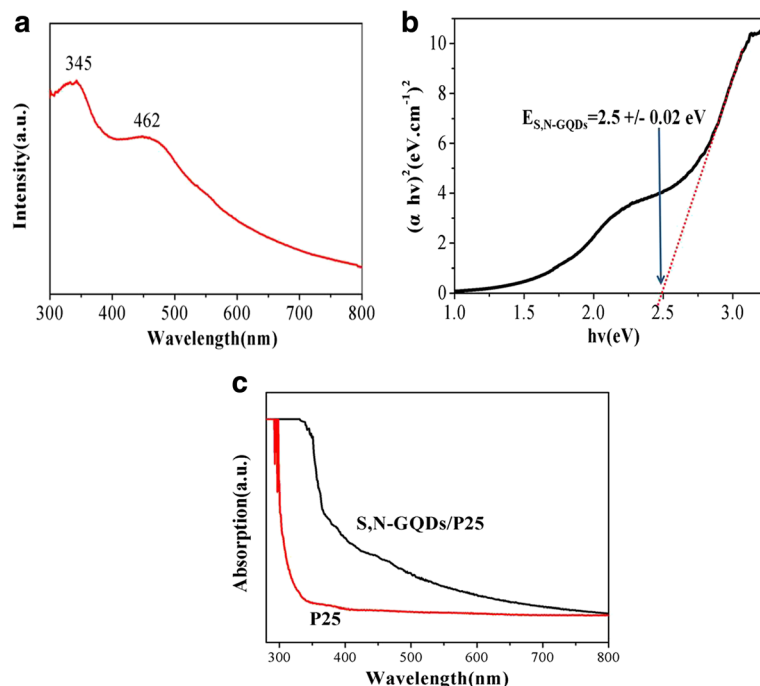 a
345
462
Intensity(a.u.)
300 400 500 600 700 800
Wavelength(nm)
b
10
8
6
4
2
0
E_S,N-GQDs=2.5 +/- 0.02 eV
(α hν)²(eV.cm⁻¹)²
1.0 1.5 2.0 2.5 3.0
hν(eV)
c
S,N-GQDs/P25
P25
Absorption(a.u.)
300 400 500 600 700 800
Wavelength(nm)